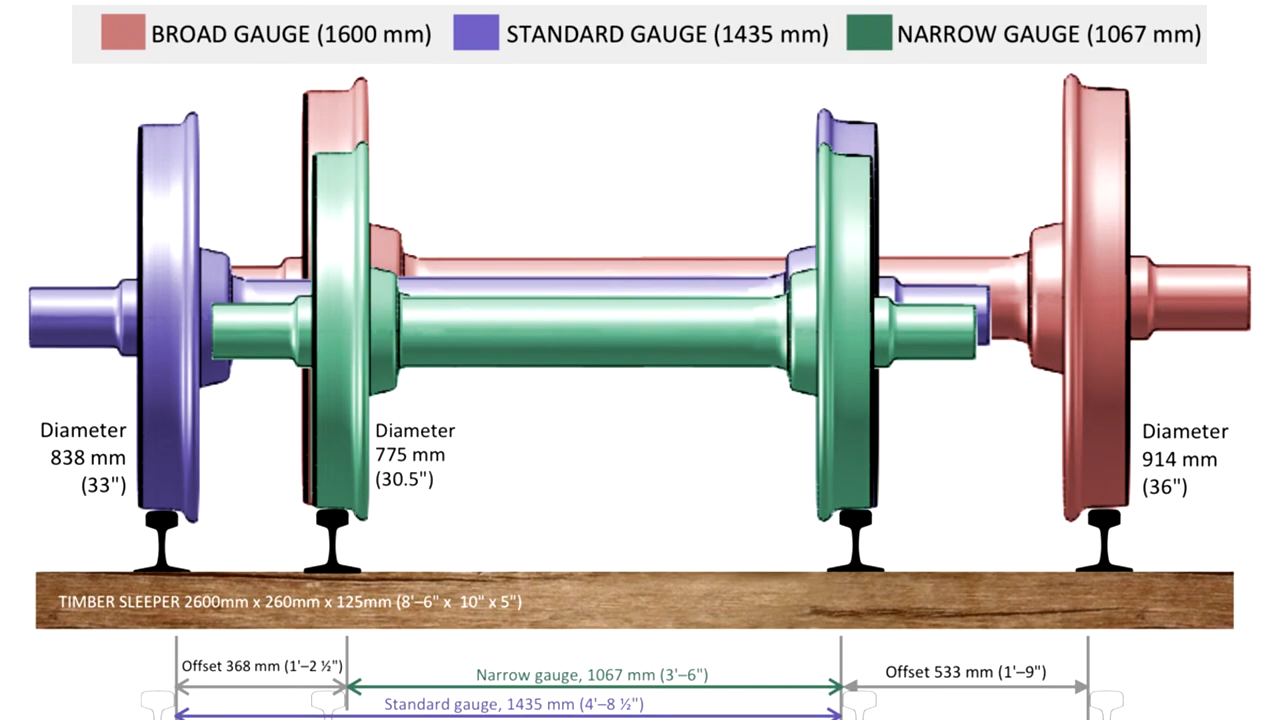 BROAD GAUGE (1600 mm) STANDARD GAUGE (1435 mm) NARROW GAUGE (1067 mm)
Diameter
838 mm
(33")
Diameter
775 mm
(30.5")
Diameter
914 mm
(36")
TIMBER SLEEPER 2600mm x 260mm x 125mm (8'–6" x 10" x 5")
Offset 368 mm (1'–2 ½")
Narrow gauge, 1067 mm (3'–6")
Offset 533 mm (1'–9")
Standard gauge, 1435 mm (4'–8 ½")